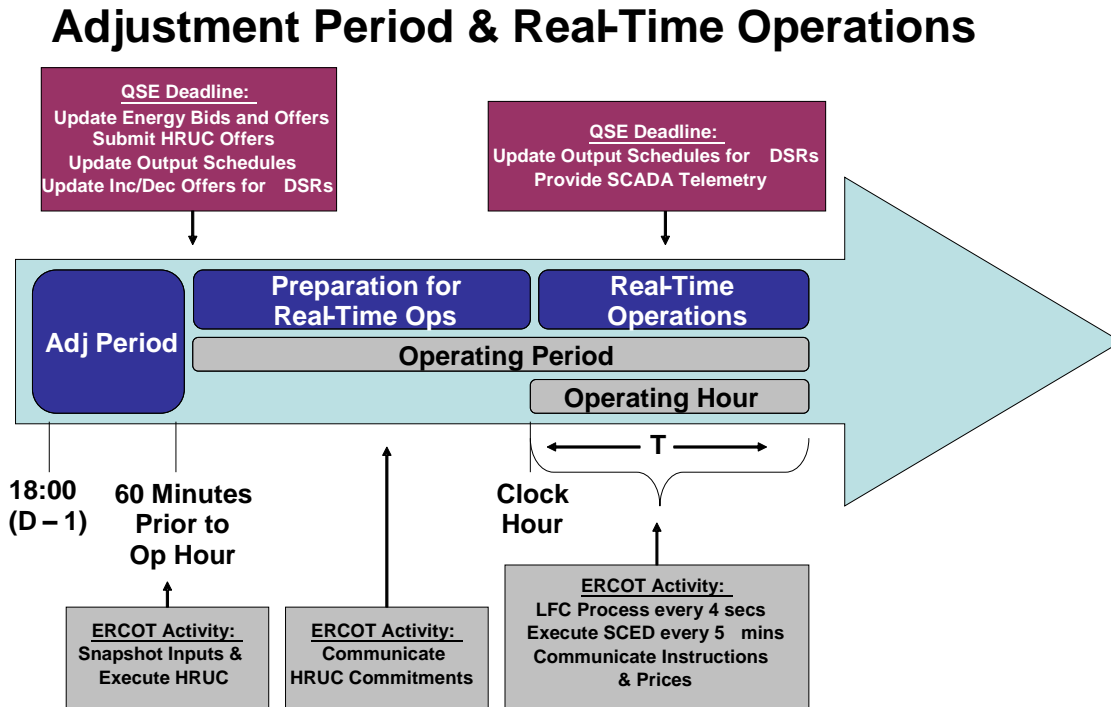 Adjustment Period & Real-Time Operations
QSE Deadline:
Update Energy Bids and Offers
Submit HRUC Offers
Update Output Schedules
Update Inc/Dec Offers for DSRs
QSE Deadline:
Update Output Schedules for DSRs
Provide SCADA Telemetry
Adj Period
Preparation for
Real-Time Ops
Real-Time
Operations
Operating Period
Operating Hour
T
18:00
(D – 1)
60 Minutes
Prior to
Op Hour
Clock
Hour
ERCOT Activity:
Snapshot Inputs &
Execute HRUC
ERCOT Activity:
Communicate
HRUC Commitments
ERCOT Activity:
LFC Process every 4 secs
Execute SCED every 5 mins
Communicate Instructions
& Prices